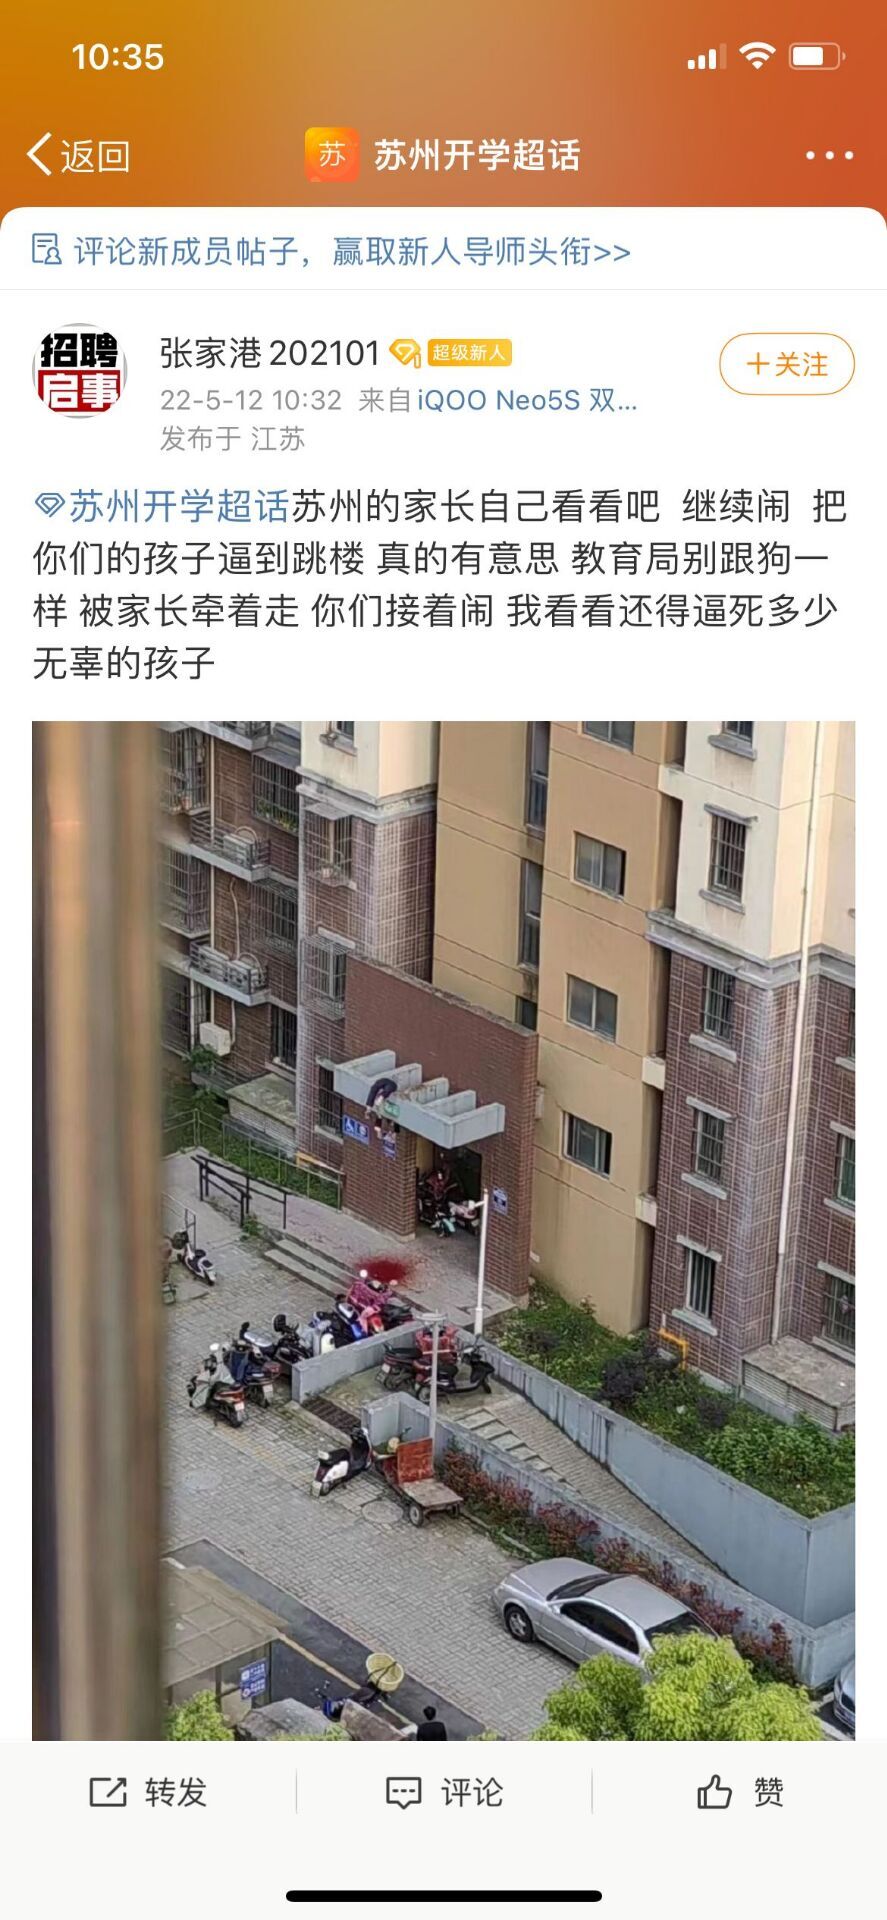 10:35
返回
苏
苏州开学超话
评论新成员帖子，赢取新人导师头衔>>
招聘
启事
张家港202101
超级新人
+关注
22-5-12 10:32 来自 iQOO Neo5S 双...
发布于 江苏
苏州开学超话苏州的家长自己看看吧 继续闹 把
你们的孩子逼到跳楼 真的有意思 教育局别跟狗一
样 被家长牵着走 你们接着闹 我看看还得逼死多少
无辜的孩子
转发
评论
赞